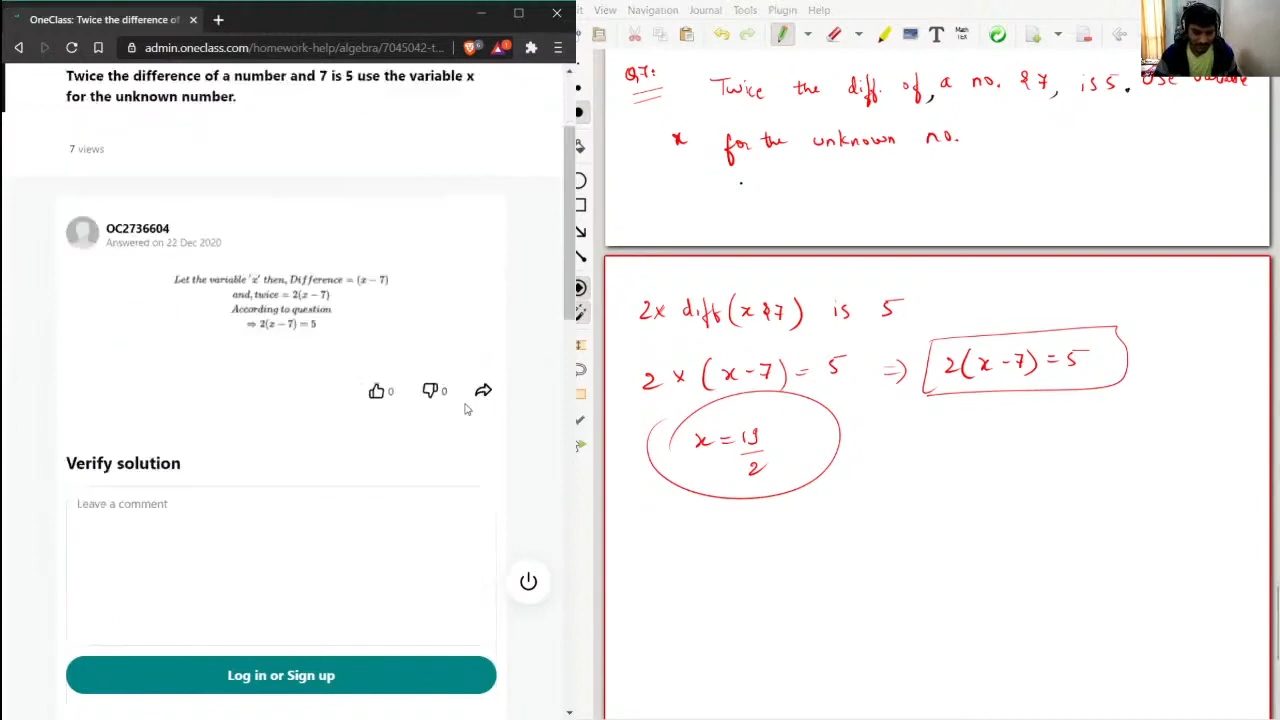 OneClass: Twice the difference of
admin.oneclass.com/homework-help/algebra/7045042-t...
6
1
Twice the difference of a number and 7 is 5 use the variable x
for the unknown number.
7 views
OC2736604
Answered on 22 Dec 2020
Let the variable 'x' then, Difference = (x − 7)
and, twice = 2(x − 7)
According to question
⇒ 2(x − 7) = 5
0
0
Verify solution
Leave a comment
Log in or Sign up
View Navigation Journal Tools Plugin Help
T
MATH TEX
Q7: Twice the diff. of, a no. & 7, is 5. Use variable
x for the unknown no.
2x diff (x & 7) is 5
2 × (x − 7) = 5 ⇒ 2(x − 7) = 5
x = 19
2